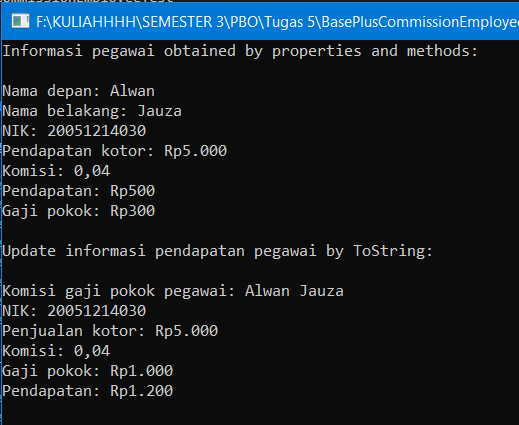 F:\KULIAHHHH\SEMESTER 3\PBO\Tugas 5\BasePlusCommissionEmploye
Informasi pegawai obtained by properties and methods:
Nama depan: Alwan
Nama belakang: Jauza
NIK: 20051214030
Pendapatan kotor: Rp5.000
Komisi: 0,04
Pendapatan: Rp500
Gaji pokok: Rp300
Update informasi pendapatan pegawai by ToString:
Komisi gaji pokok pegawai: Alwan Jauza
NIK: 20051214030
Penjualan kotor: Rp5.000
Komisi: 0,04
Gaji pokok: Rp1.000
Pendapatan: Rp1.200